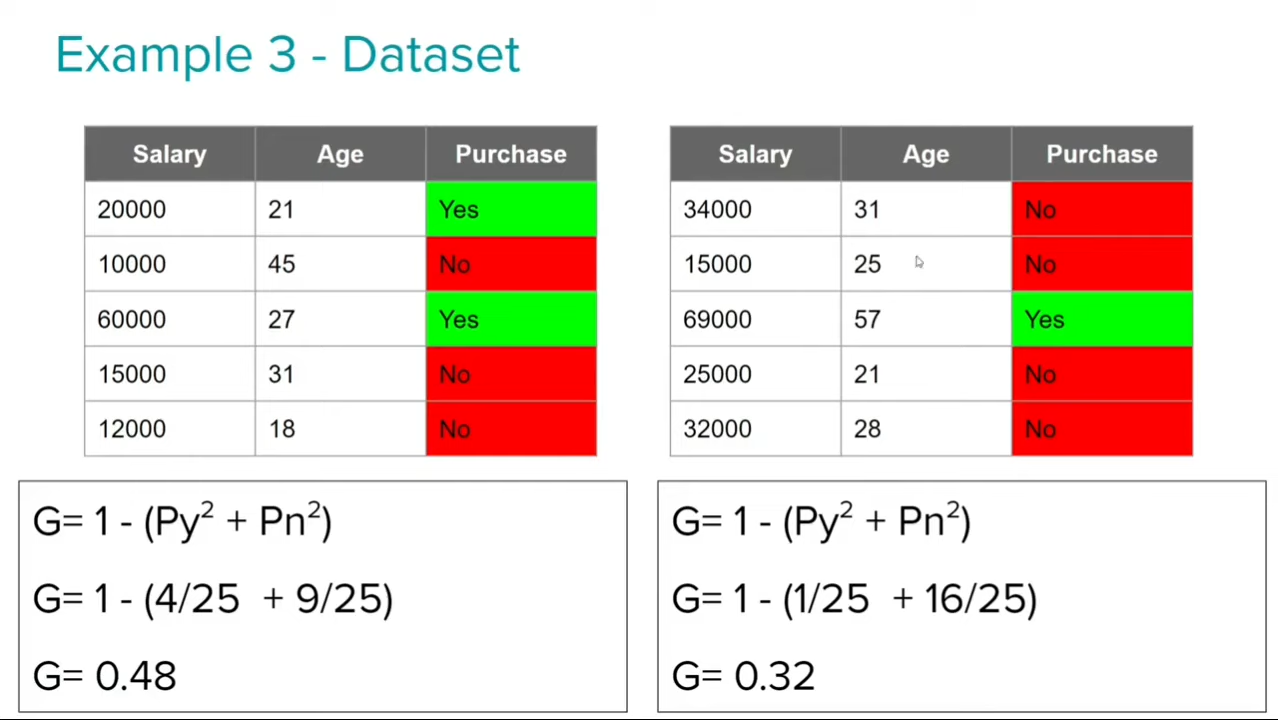 Example 3 - Dataset
Salary Age Purchase
20000 21 Yes
10000 45 No
60000 27 Yes
15000 31 No
12000 18 No
Salary Age Purchase
34000 31 No
15000 25 No
69000 57 Yes
25000 21 No
32000 28 No
G= 1 - (Py² + Pn²)
G= 1 - (4/25 + 9/25)
G= 0.48
G= 1 - (Py² + Pn²)
G= 1 - (1/25 + 16/25)
G= 0.32